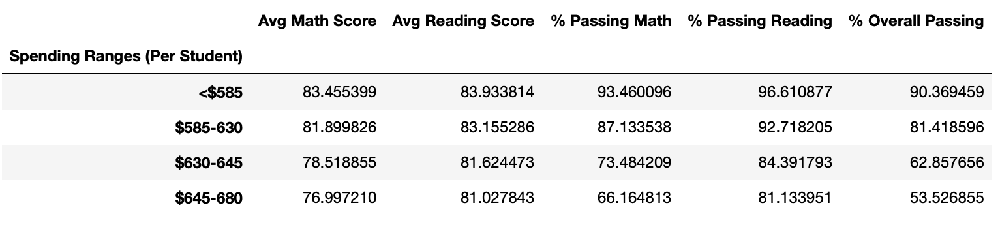 Avg Math Score Avg Reading Score % Passing Math % Passing Reading % Overall Passing
Spending Ranges (Per Student)
<$585 83.455399 83.933814 93.460096 96.610877 90.369459
$585-630 81.899826 83.155286 87.133538 92.718205 81.418596
$630-645 78.518855 81.624473 73.484209 84.391793 62.857656
$645-680 76.997210 81.027843 66.164813 81.133951 53.526855